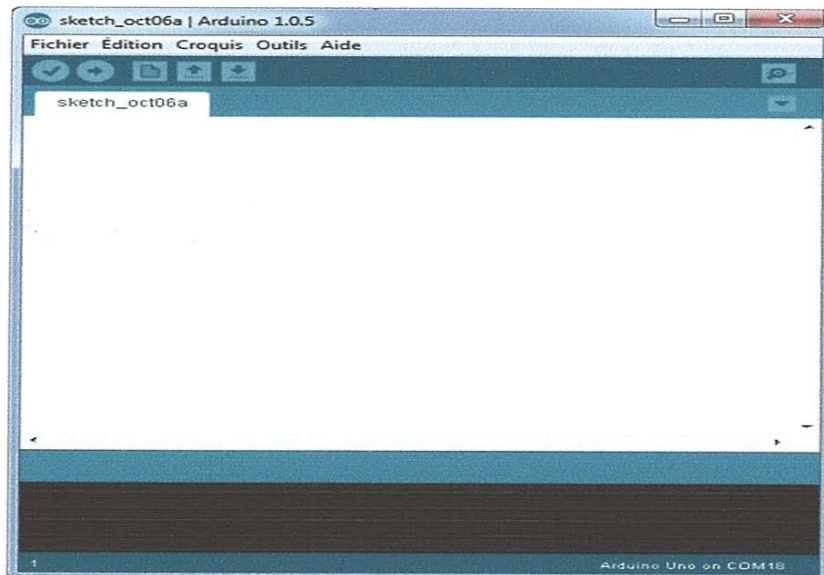 sketch_oct06a | Arduino 1.0.5
Fichier Édition Croquis Outils Aide
sketch_oct06a
1
Arduino Uno on COM18